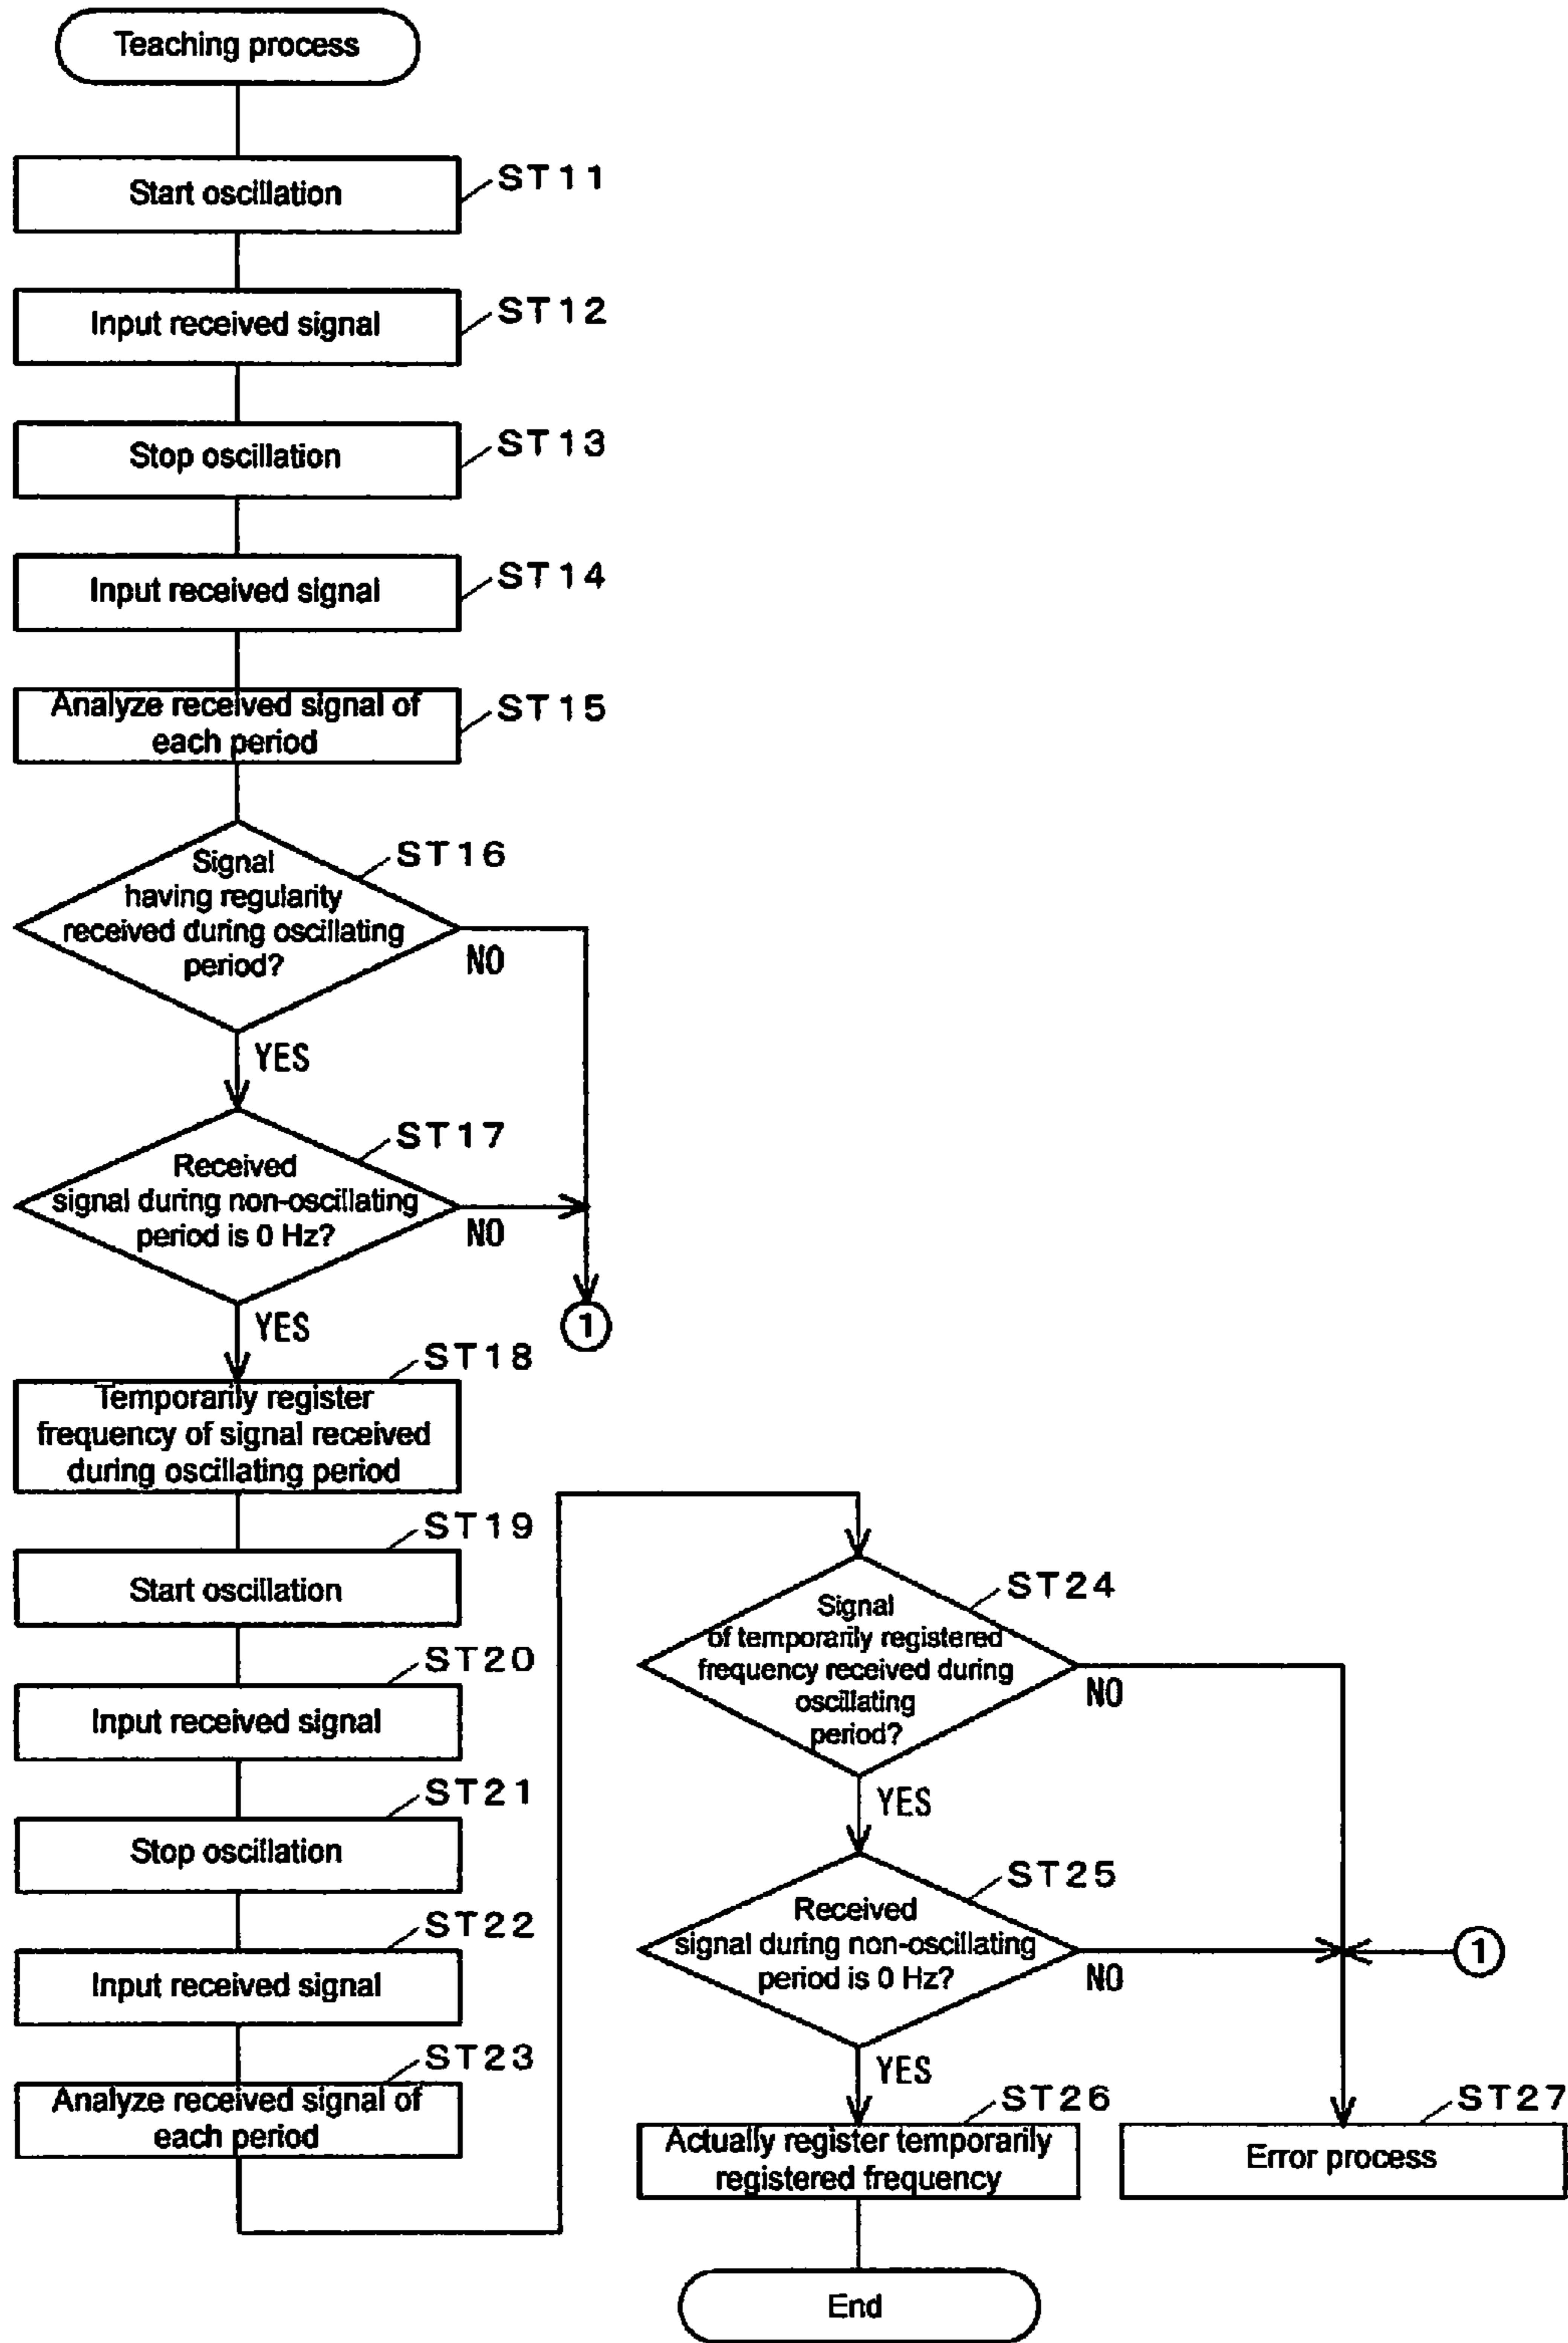 Teaching process
Start oscillation
ST11
Input received signal
ST12
Stop oscillation
ST13
Input received signal
ST14
Analyze received signal of
each period
ST15
Signal
having regularity
received during oscillating
period?
ST16
NO
YES
Received
signal during non-oscillating
period is 0 Hz?
ST17
NO
YES
1
Temporarily register
frequency of signal received
during oscillating period
ST18
Start oscillation
ST19
Input received signal
ST20
Stop oscillation
ST21
Input received signal
ST22
Analyze received signal of
each period
ST23
Signal
of temporarily registered
frequency received during
oscillating
period?
ST24
NO
YES
Received
signal during non-oscillating
period is 0 Hz?
ST25
NO
1
YES
Actually register temporarily
registered frequency
ST26
Error process
ST27
End